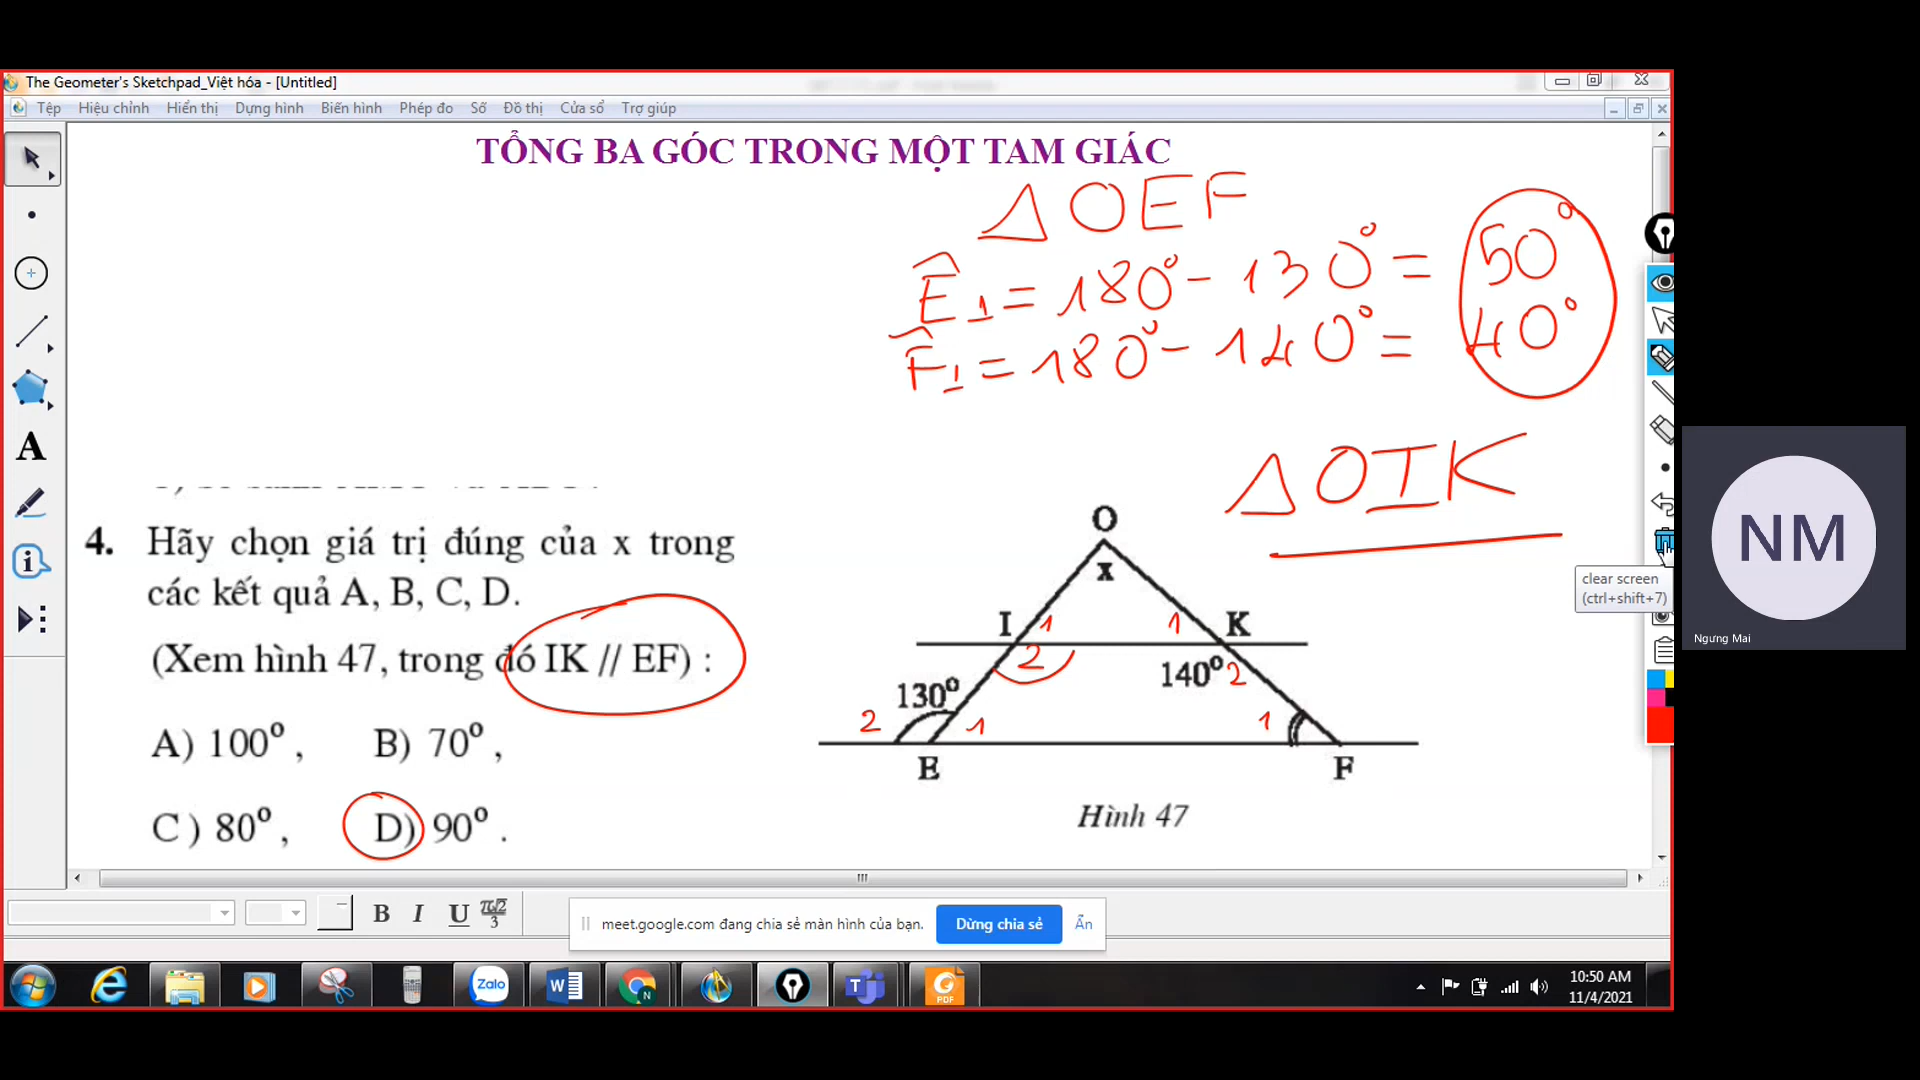 The Geometer's Sketchpad_Việt hóa - [Untitled]
Tệp Hiệu chỉnh Hiển thị Dựng hình Biến hình Phép đo Số Đồ thị Cửa sổ Trợ giúp
TỔNG BA GÓC TRONG MỘT TAM GIÁC
Δ OEF
Ê1 = 180° - 130° = 50°
F̂1 = 180° - 140° = 40°
Δ OIK
4. Hãy chọn giá trị đúng của x trong
các kết quả A, B, C, D.
(Xem hình 47, trong đó IK // EF) :
A) 100° , B) 70° ,
C ) 80° , D) 90° .
O
x
I 1 1 K
2 140° 2
130°
2 1 1
E F
Hình 47
clear screen
(ctrl+shift+7)
NM
Ngưng Mai
A
B I U
meet.google.com đang chia sẻ màn hình của bạn. Dừng chia sẻ Ẩn
Zalo
W
N
PDF
10:50 AM
11/4/2021